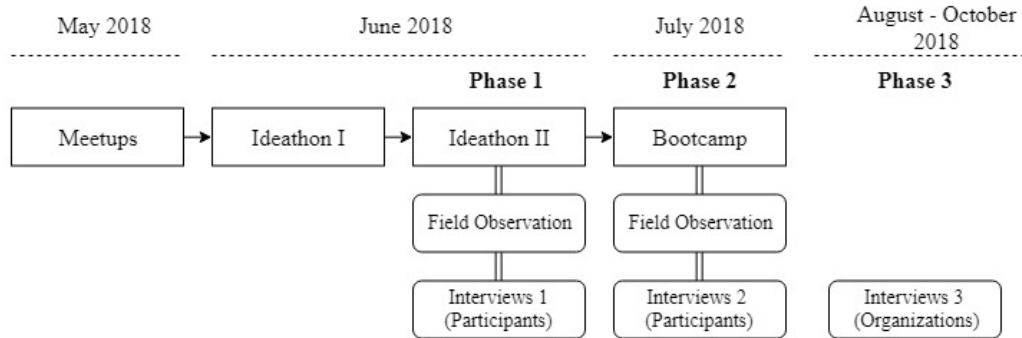 May 2018
June 2018
July 2018
August - October
2018
Phase 1
Phase 2
Phase 3
Meetups
Ideathon I
Ideathon II
Bootcamp
Field Observation
Field Observation
Interviews 1
(Participants)
Interviews 2
(Participants)
Interviews 3
(Organizations)